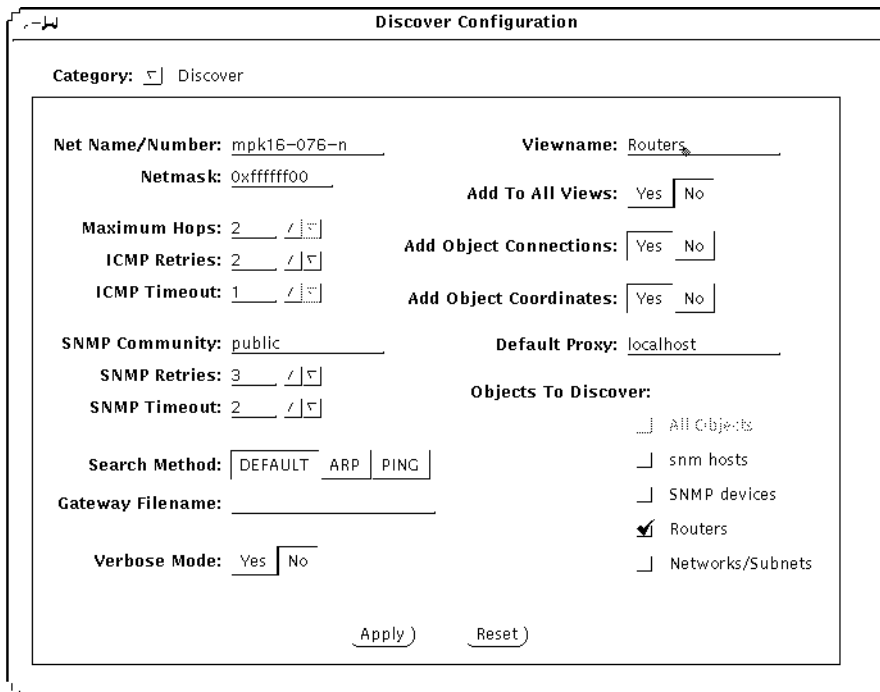 Discover Configuration
Category: Discover
Net Name/Number: mpk16-076-n
Netmask: 0xffffff00
Maximum Hops: 2
ICMP Retries: 2
ICMP Timeout: 1
SNMP Community: public
SNMP Retries: 3
SNMP Timeout: 2
Search Method: DEFAULT ARP PING
Gateway Filename:
Verbose Mode: Yes No
Viewname: Routers
Add To All Views: Yes No
Add Object Connections: Yes No
Add Object Coordinates: Yes No
Default Proxy: localhost
Objects To Discover:
All Objects
snm hosts
SNMP devices
Routers
Networks/Subnets
Apply Reset